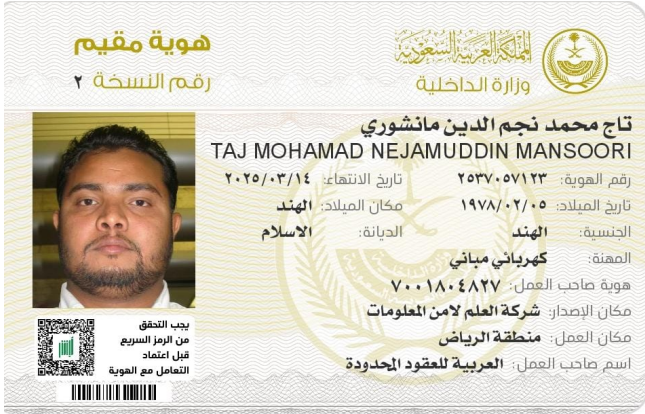 المملكة العربية السعودية
وزارة الداخلية
هوية مقيم
رقم النسخة ٢
تاج محمد نجم الدين مانشوري
TAJ MOHAMAD NEJAMUDDIN MANSOORI
رقم الهوية: ٢٥٣٧٠٥٧١٢٣ تاريخ الانتهاء: ٢٠٢٥/٠٣/١٤
تاريخ الميلاد: ١٩٧٨/٠٢/٠٥ مكان الميلاد: الهند
الجنسية: الهند الديانة: الاسلام
المهنة: كهربائي مباني
هوية صاحب العمل: ٧٠٠١٨٠٤٨٢٧
مكان الإصدار: شركة العلم لامن المعلومات
مكان العمل: منطقة الرياض
اسم صاحب العمل: العربية للعقود المحدودة
يجب التحقق
من الرمز السريع
قبل اعتماد
التعامل مع الهوية